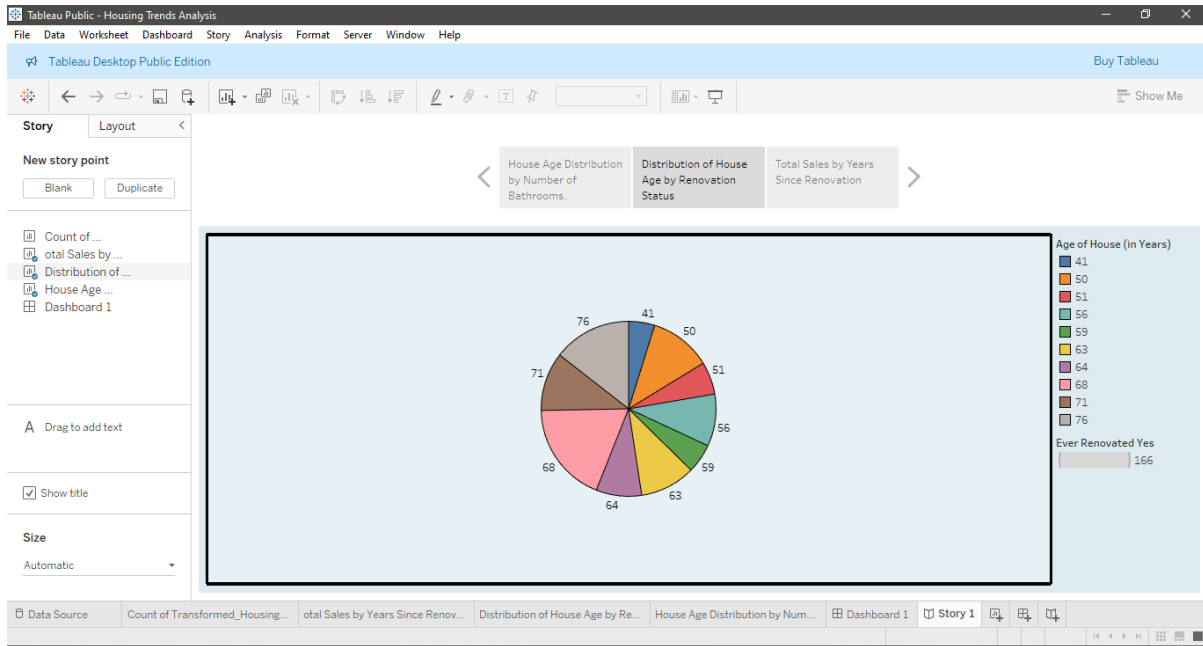 Tableau Public - Housing Trends Analysis
File Data Worksheet Dashboard Story Analysis Format Server Window Help
Tableau Desktop Public Edition
Buy Tableau
Show Me
Story Layout
New story point
Blank Duplicate
Count of ...
otal Sales by ...
Distribution of ...
House Age ...
Dashboard 1
A Drag to add text
Show title
Size
Automatic
House Age Distribution
by Number of
Bathrooms.
Distribution of House
Age by Renovation
Status
Total Sales by Years
Since Renovation
41
50
51
56
59
63
64
68
71
76
Age of House (in Years)
41
50
51
56
59
63
64
68
71
76
Ever Renovated Yes
166
Data Source Count of Transformed_Housing... otal Sales by Years Since Renov... Distribution of House Age by Re... House Age Distribution by Num... Dashboard 1 Story 1